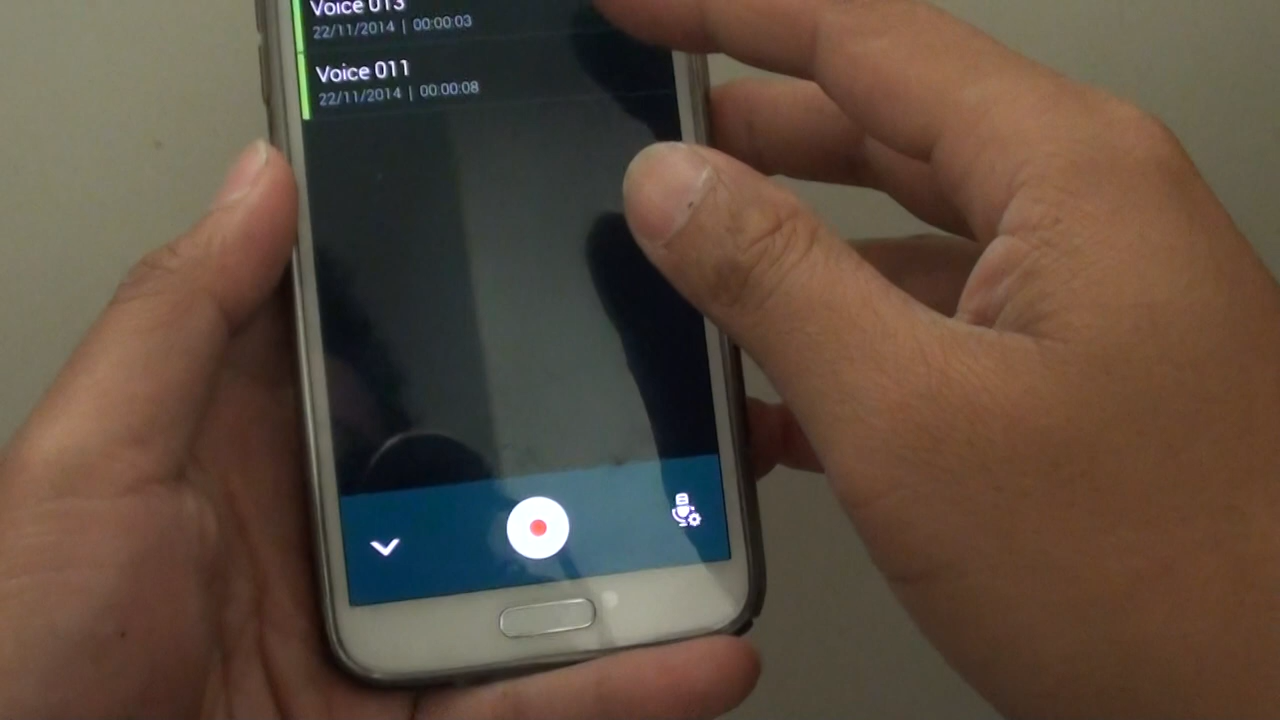 Voice 013
22/11/2014 | 00:00:03
Voice 011
22/11/2014 | 00:00:08